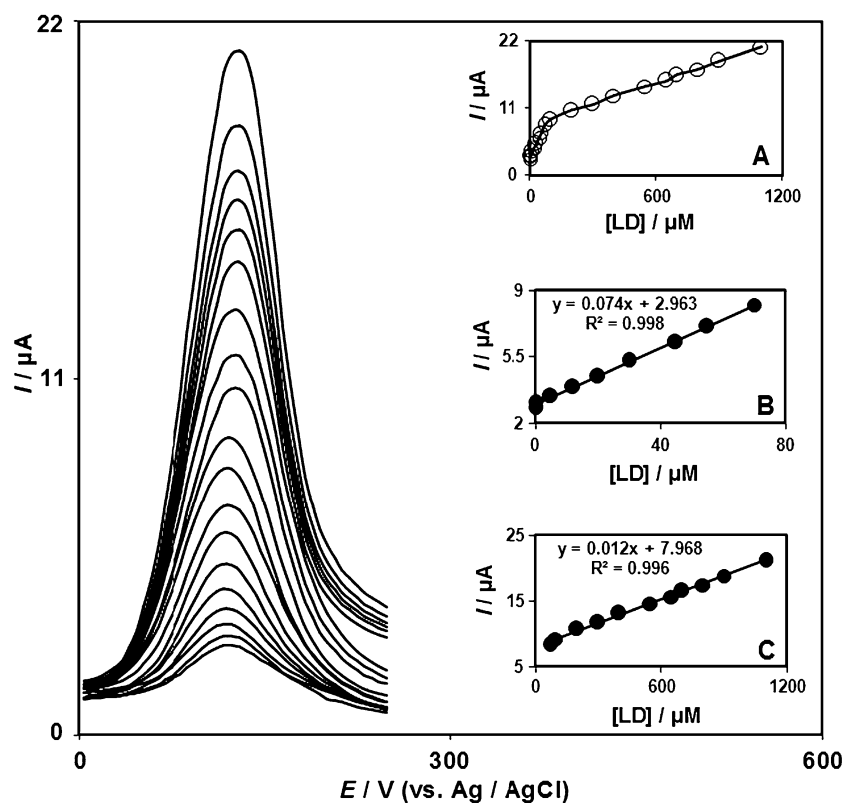 22
11
0
I / µA
0
300
600
E / V (vs. Ag / AgCl)
22
11
0
I / µA
A
0
600
1200
[LD] / µM
9
5.5
2
I / µA
y = 0.074x + 2.963
R² = 0.998
B
0
40
80
[LD] / µM
25
15
5
I / µA
y = 0.012x + 7.968
R² = 0.996
C
0
600
1200
[LD] / µM